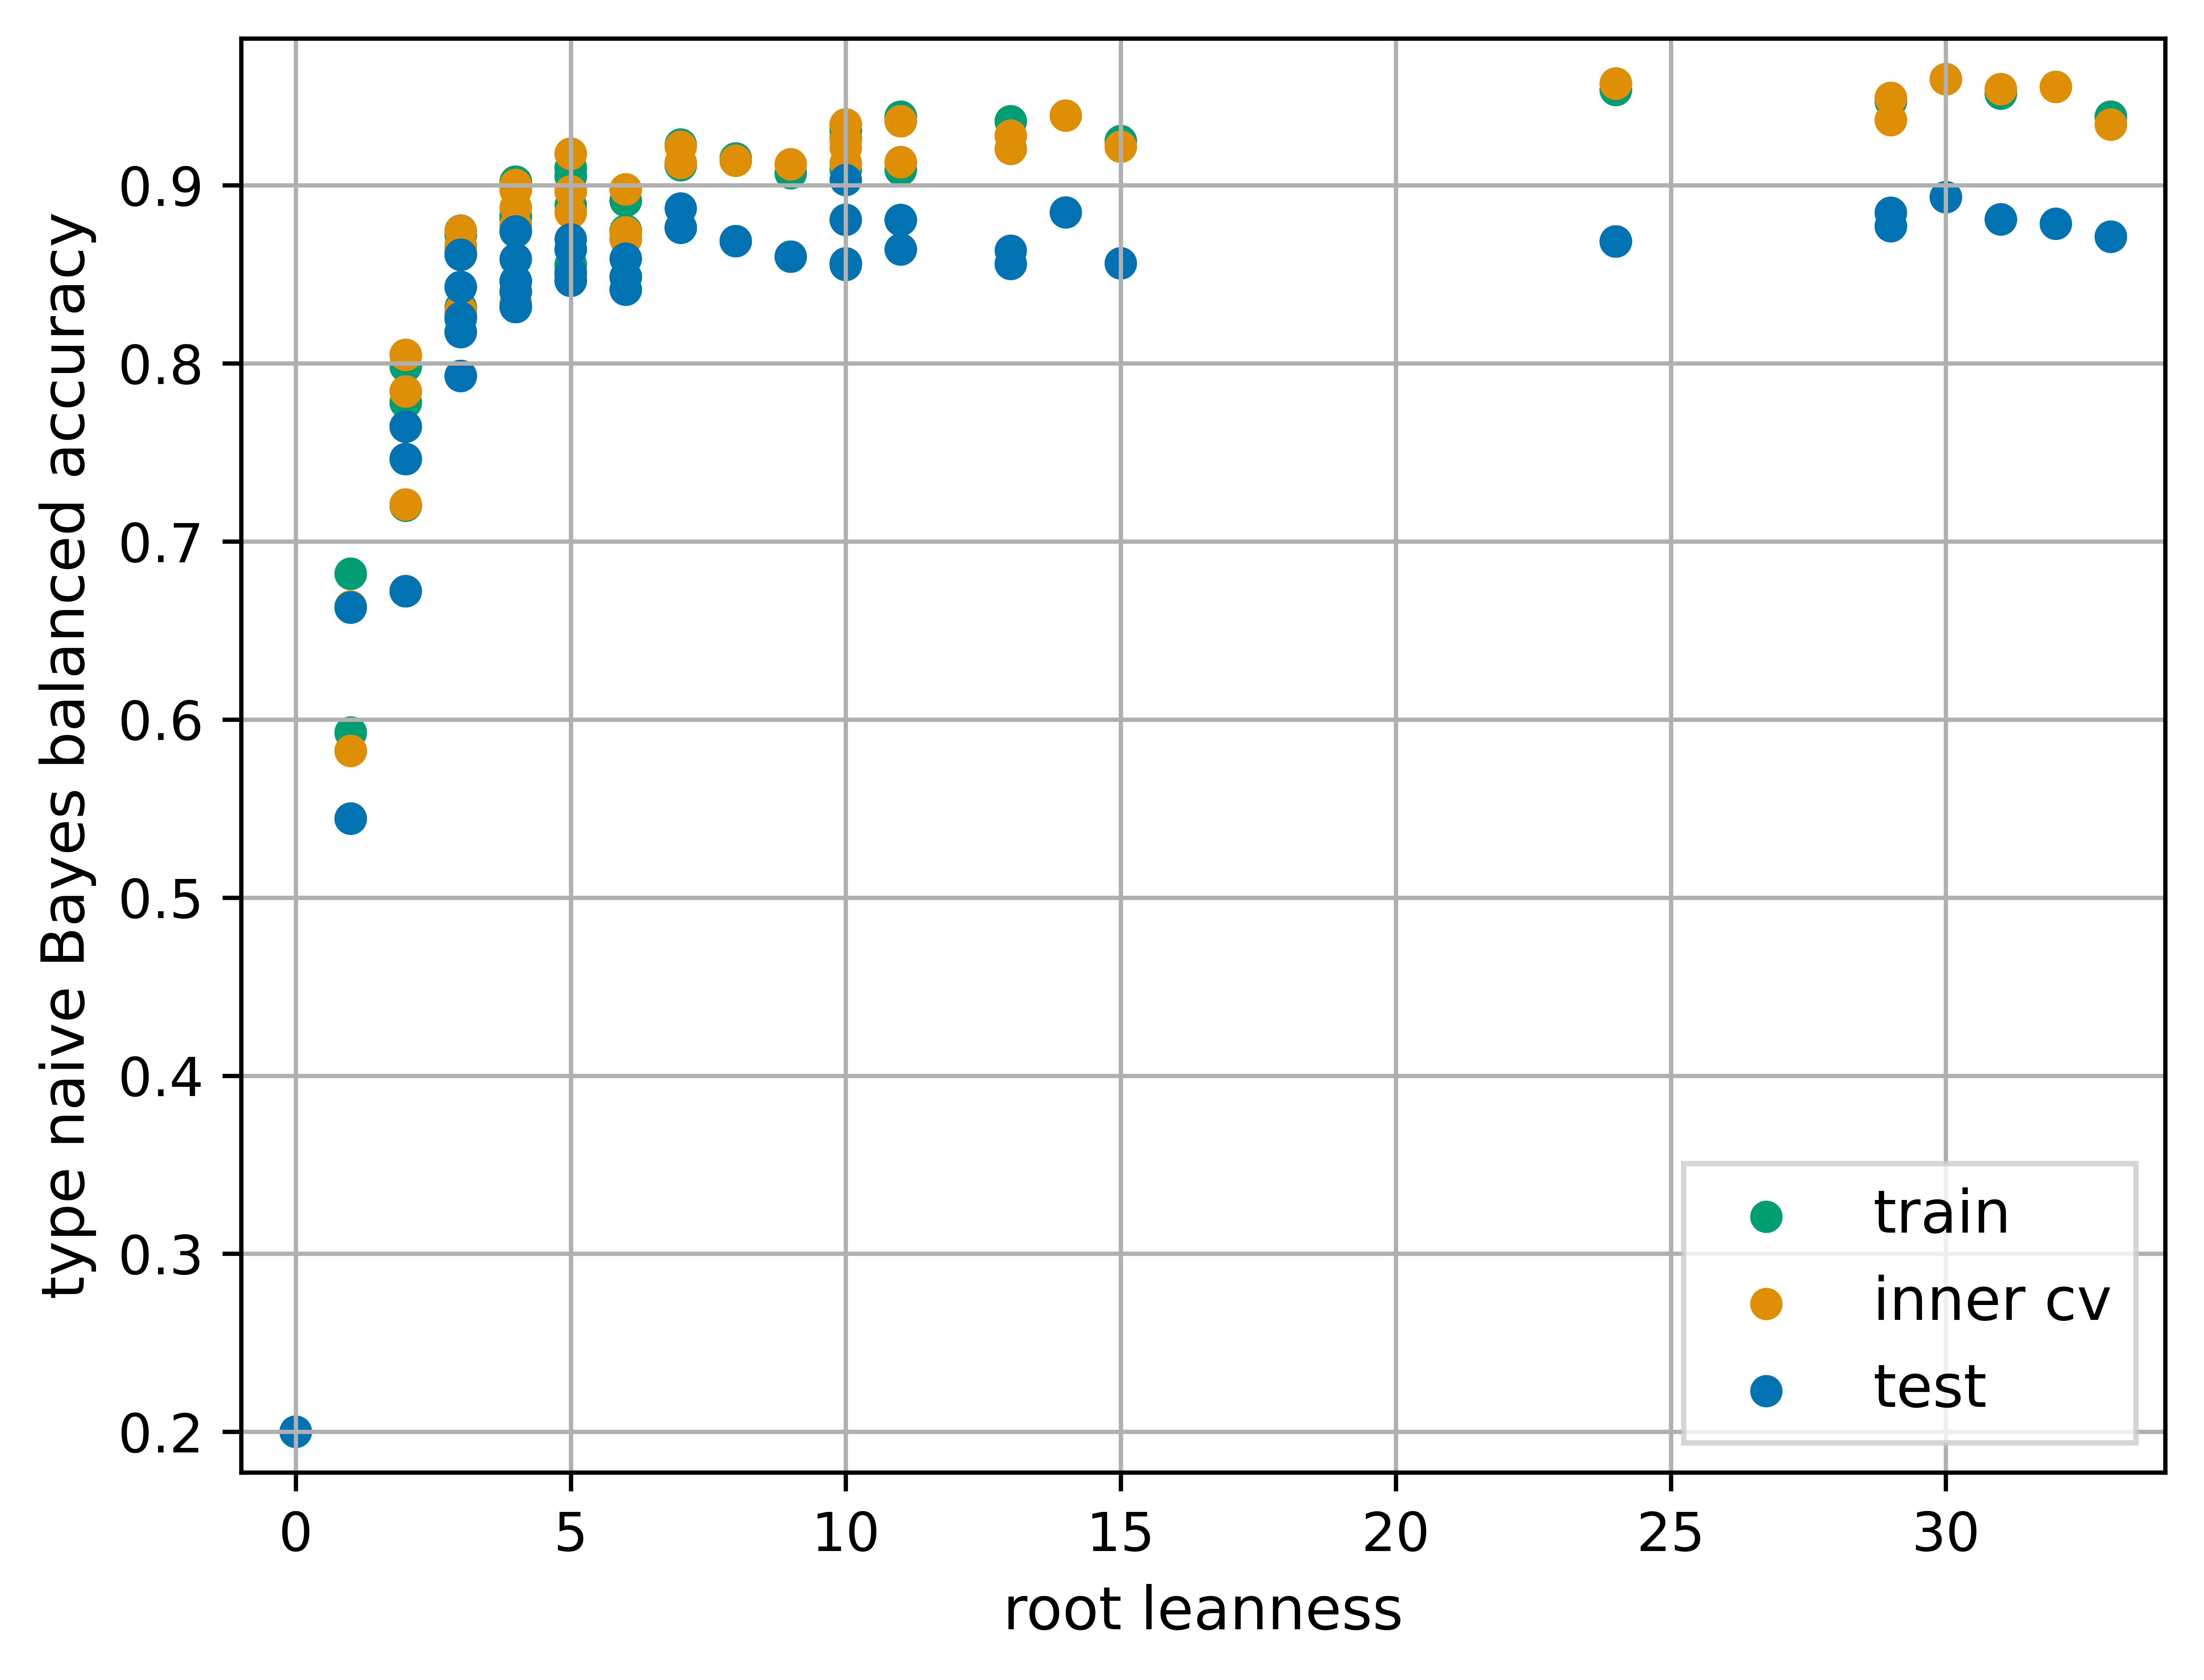 type naive Bayes balanced accuracy
0.9
0.8
0.7
0.6
0.5
0.4
0.3
0.2
0 5 10 15 20 25 30
root leanness
train
inner cv
test